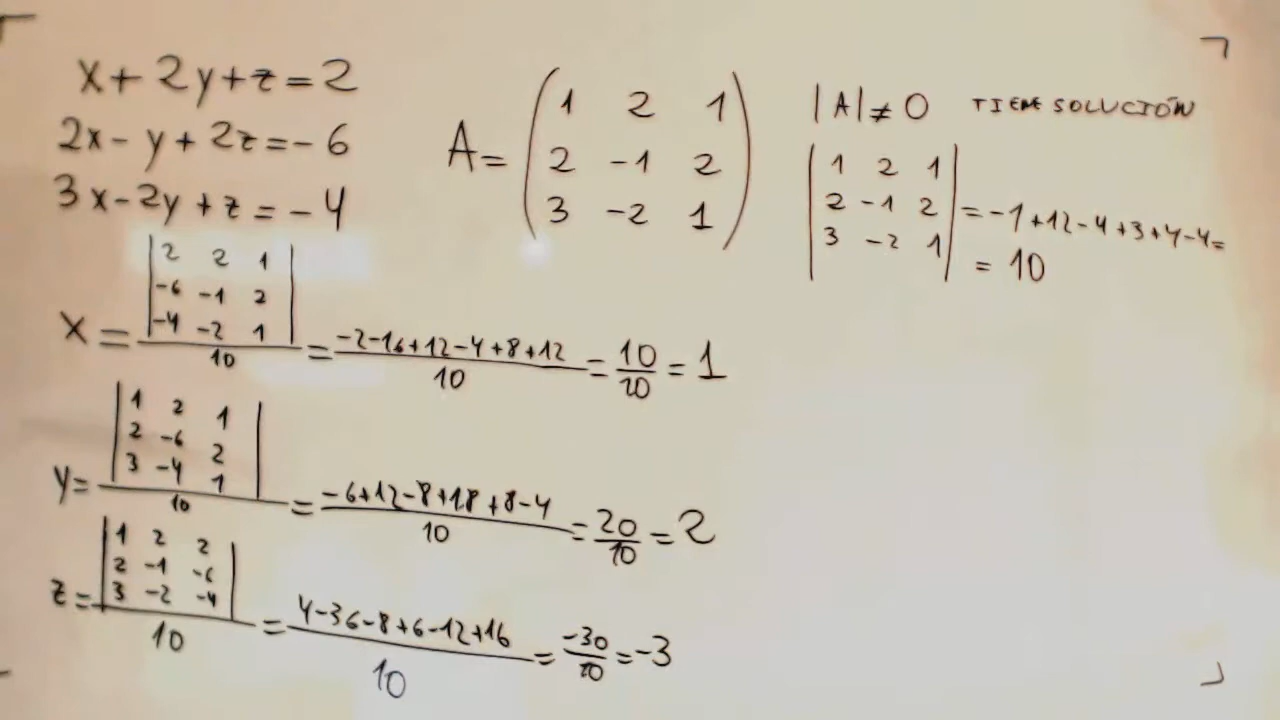 x+2y+z=2
2x-y+2z=-6
3x-2y+z=-4
A= ( 1 2 1
2 -1 2
3 -2 1 )
|A|≠0 TIENE SOLUCIÓN
| 1 2 1 |
| 2 -1 2 | =-1+12-4+3+4-4=
| 3 -2 1 | = 10
| 2 2 1 |
| -6 -1 2 |
| -4 -2 1 |
x= / 10 = -2-16+12-4+8+12 / 10 = 10/10 = 1
| 1 2 1 |
| 2 -6 2 |
| 3 -4 1 |
y= / 10 = -6+12-8+18+8-4 / 10 = 20/10 = 2
| 1 2 2 |
| 2 -1 -6 |
| 3 -2 -4 |
z= / 10 = 4-36-8+6-12+16 / 10 = -30/10 = -3